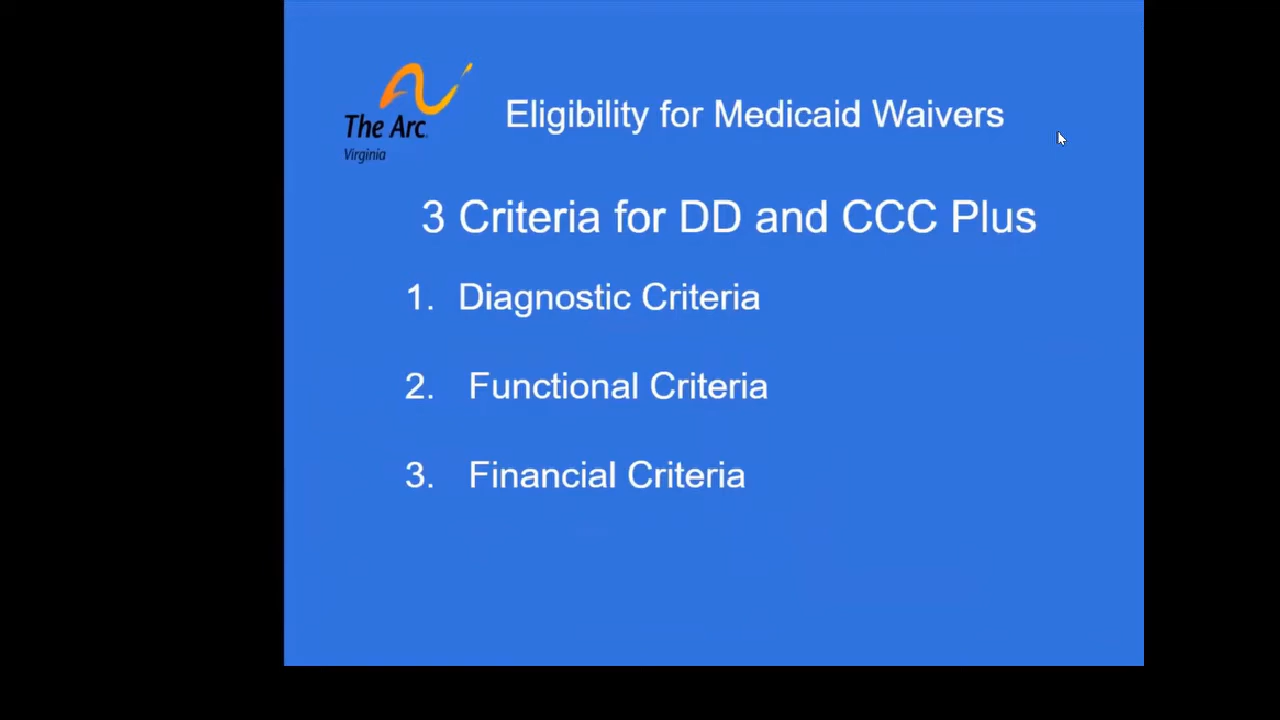 The Arc
Virginia
Eligibility for Medicaid Waivers
3 Criteria for DD and CCC Plus
1. Diagnostic Criteria
2. Functional Criteria
3. Financial Criteria